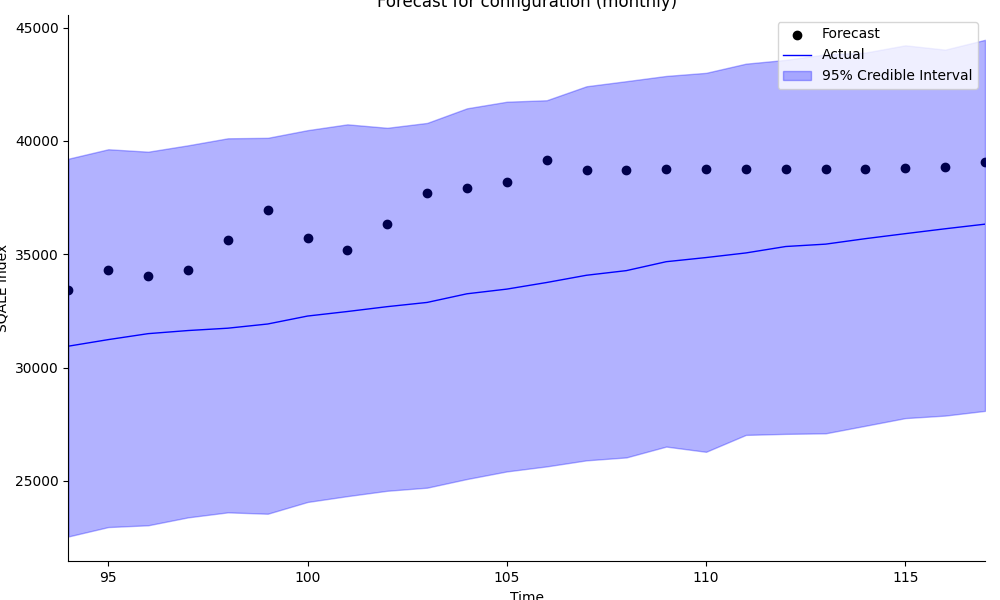 Forecast for configuration (monthly)
45000
40000
35000
30000
25000
SQALE Index
Forecast
Actual
95% Credible Interval
95
100
105
110
115
Time